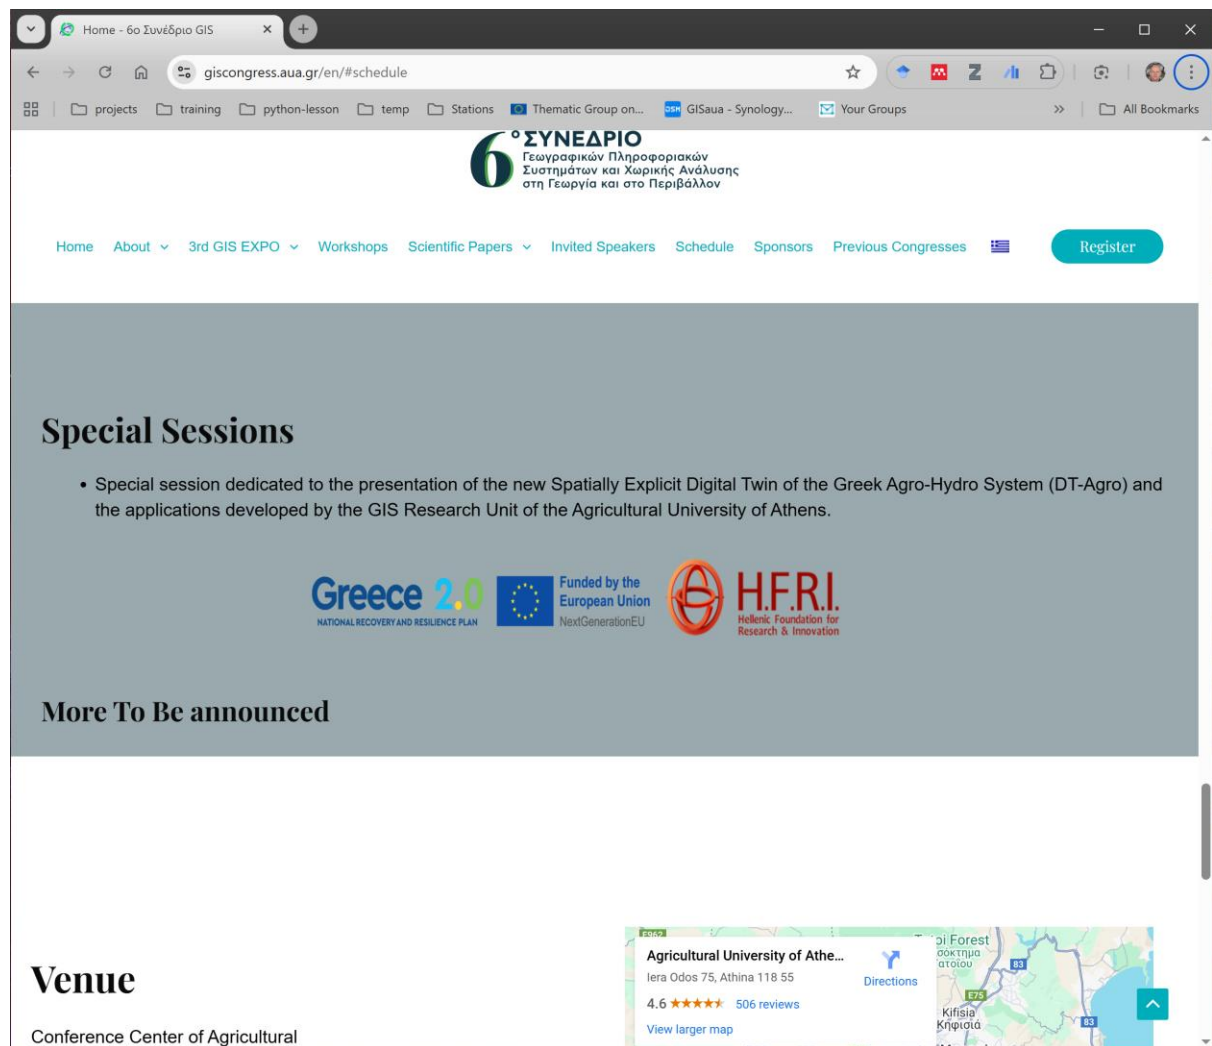 Home - 6ο Συνέδριο GIS
giscongress.aua.gr/en/#schedule
projects training python-lesson temp Stations Thematic Group on... GISaua - Synology... Your Groups » All Bookmarks
6ο ΣΥΝΕΔΡΙΟ
Γεωγραφικών Πληροφοριακών
Συστημάτων και Χωρικής Ανάλυσης
στη Γεωργία και στο Περιβάλλον
Home About 3rd GIS EXPO Workshops Scientific Papers Invited Speakers Schedule Sponsors Previous Congresses Register
Special Sessions
• Special session dedicated to the presentation of the new Spatially Explicit Digital Twin of the Greek Agro-Hydro System (DT-Agro) and
the applications developed by the GIS Research Unit of the Agricultural University of Athens.
Greece 2.0
NATIONAL RECOVERY AND RESILIENCE PLAN
Funded by the
European Union
NextGenerationEU
H.F.R.I.
Hellenic Foundation for
Research & Innovation
More To Be announced
Venue
Conference Center of Agricultural
Agricultural University of Athe...
Iera Odos 75, Athina 118 55
4.6 506 reviews
View larger map
Directions
E962
Forest
83
E75
Kifisia
Κηφισιά
83